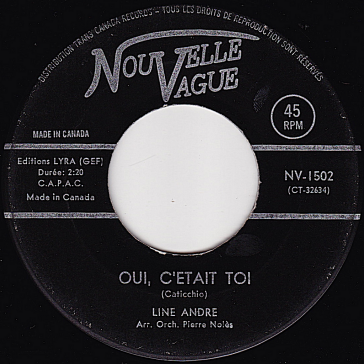 DISTRIBUTION TRANS CANADA RECORDS - TOUS LES DROITS DE REPRODUCTION SONT RÉSERVÉS
NOUVELLE
VAGUE
45
RPM
MADE IN CANADA
Editions LYRA (GEF)
Durée: 2:20
C.A.P.A.C.
Made in Canada
NV-1502
(CT-32634)
OUI, C'ETAIT TOI
(Caticchio)
LINE ANDRE
Arr. Orch. Pierre Nolès